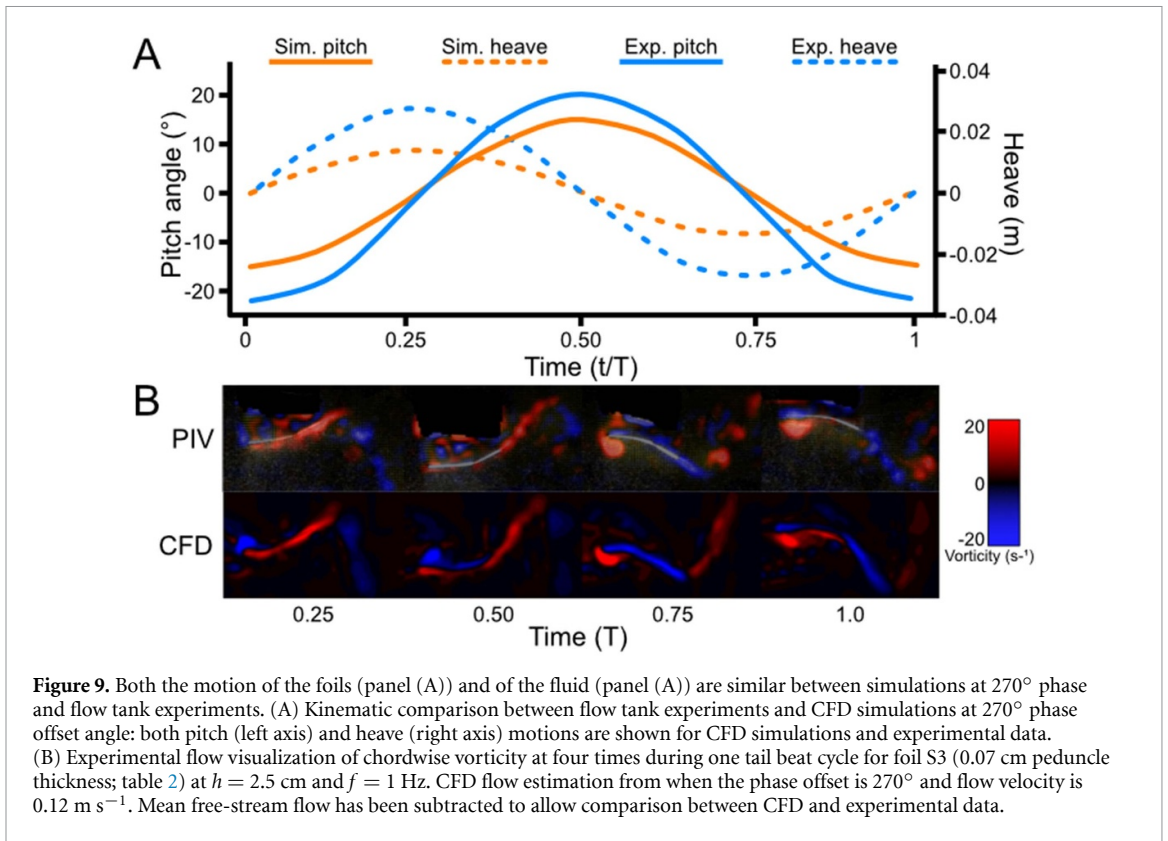 A
Sim. pitch
Sim. heave
Exp. pitch
Exp. heave
Pitch angle (°)
20
10
0
-10
-20
0.04
0.02
0
-0.02
-0.04
Heave (m)
0
0.25
0.50
0.75
1
Time (t/T)
B
PIV
CFD
0.25
0.50
0.75
1.0
Time (T)
20
0
-20
Vorticity (s⁻¹)
Figure 9. Both the motion of the foils (panel (A)) and of the fluid (panel (A)) are similar between simulations at 270° phase
and flow tank experiments. (A) Kinematic comparison between flow tank experiments and CFD simulations at 270° phase
offset angle: both pitch (left axis) and heave (right axis) motions are shown for CFD simulations and experimental data.
(B) Experimental flow visualization of chordwise vorticity at four times during one tail beat cycle for foil S3 (0.07 cm peduncle
thickness; table 2) at h = 2.5 cm and f = 1 Hz. CFD flow estimation from when the phase offset is 270° and flow velocity is
0.12 m s⁻¹. Mean free-stream flow has been subtracted to allow comparison between CFD and experimental data.